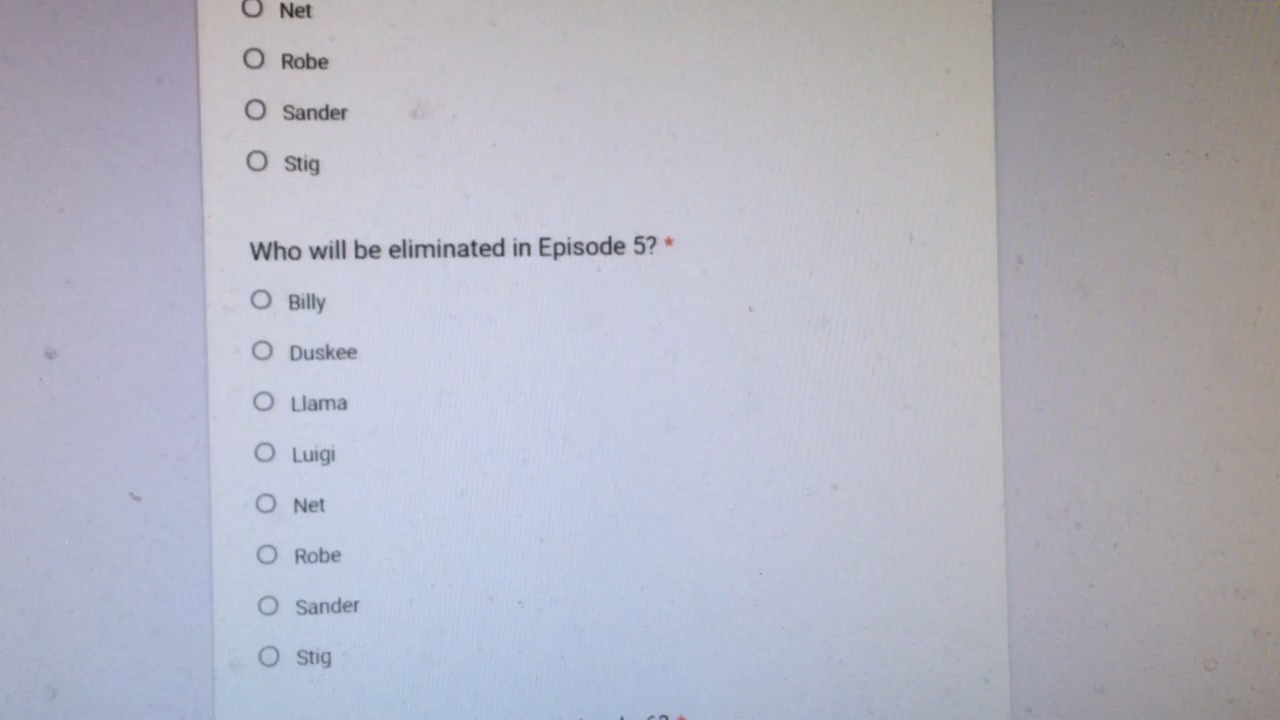 Net
Robe
Sander
Stig
Who will be eliminated in Episode 5? *
Billy
Duskee
Llama
Luigi
Net
Robe
Sander
Stig